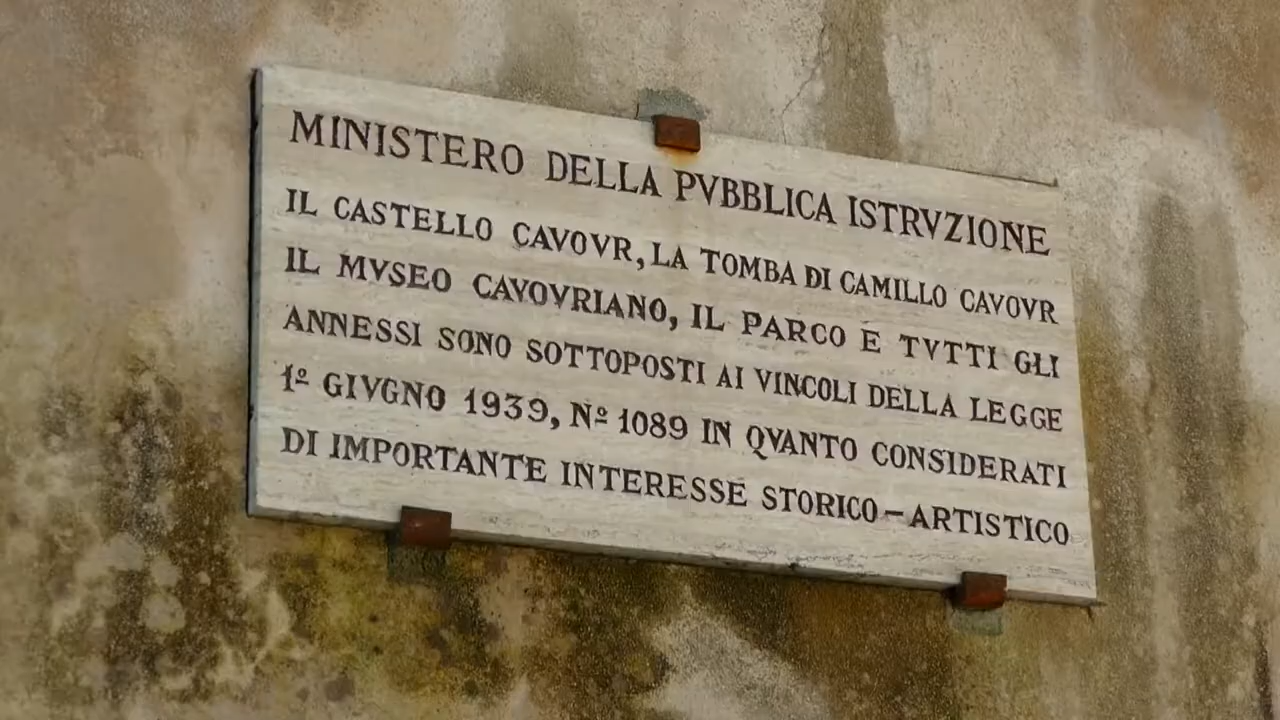 MINISTERO DELLA PVBBLICA ISTRVZIONE
IL CASTELLO CAVOVR, LA TOMBA DI CAMILLO CAVOVR
IL MVSEO CAVOVRIANO, IL PARCO E TVTTI GLI
ANNESSI SONO SOTTOPOSTI AI VINCOLI DELLA LEGGE
1º GIVGNO 1939, Nº 1089 IN QVANTO CONSIDERATI
DI IMPORTANTE INTERESSE STORICO-ARTISTICO